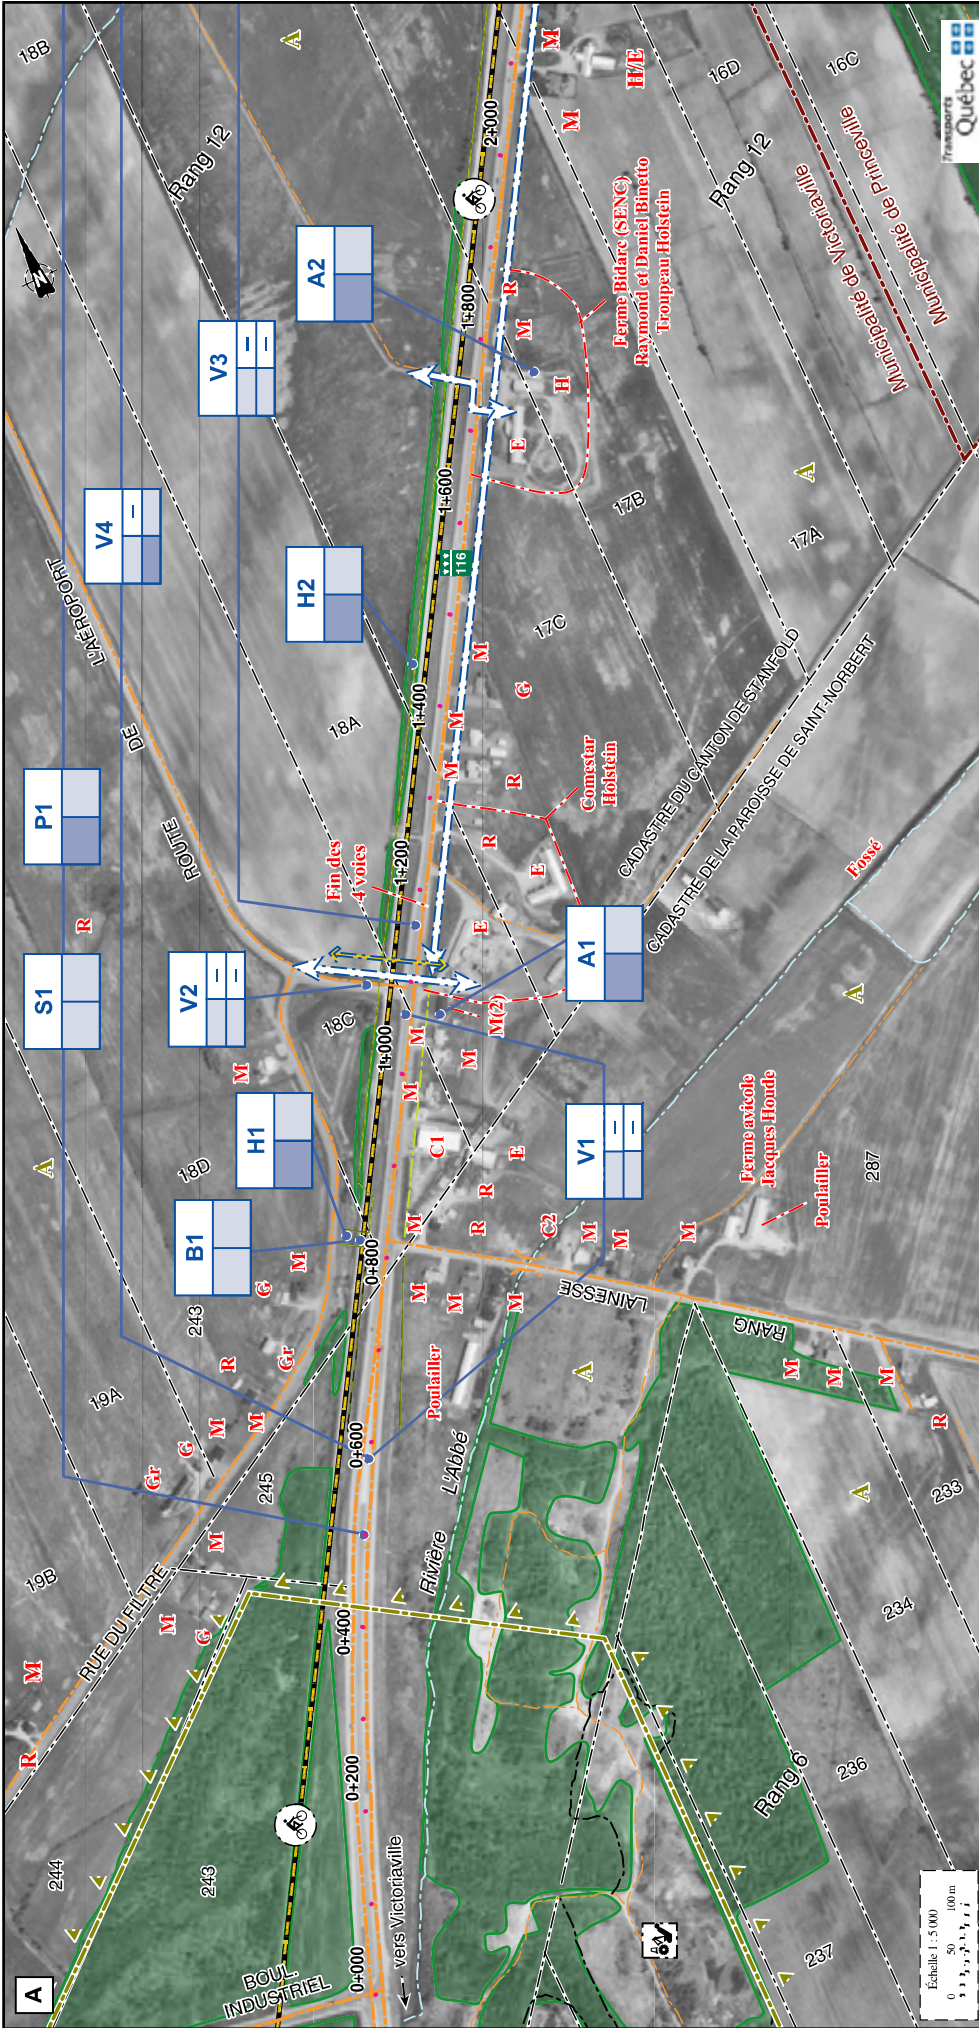 A
18B
A
Rang 12
16D
16C
Transports
Québec
Municipalité de Victoriaville
Municipalité de Princeville
Rang 12
2+000
M
H/E
M
A2
1+800
R
M
H
E
Ferme Bidarc (SENC)
Raymond et Daniel Binetto
Troupeau Holstein
V3
–
–
V4
–
H2
1+600
116
17B
17A
A
17C
1+400
M
M
M
G
R
18A
ROUTE
DE
L'AÉROPORT
P1
R
S1
Fin des
4 voies
1+200
R
E
E
Comestar
Holstein
CADASTRE DU CANTON DE STANFOLD
CADASTRE DE LA PAROISSE DE SAINT-NORBERT
Fossé
A
A1
V2
–
–
18C
1+000
M(2)
M
M
M
M
H1
B1
18D
A
C1
E
R
R
C2
M
M
M
M
V1
–
–
Ferme avicole
Jacques Houde
Poulailler
287
0+800
M
M
M
G
243
R
Gr
M
M
G
Gr
M
19A
245
0+600
Poulailler
RANG
LAINESSE
A
M
M
M
R
A
233
Rivière
L'Abbé
19B
RUE DU FILTRE
M
G
M
R
0+400
234
236
Rang 6
237
0+200
244
243
0+000
BOUL.
INDUSTRIEL
vers Victoriaville
Échelle 1 : 5 000
0 50 100 m